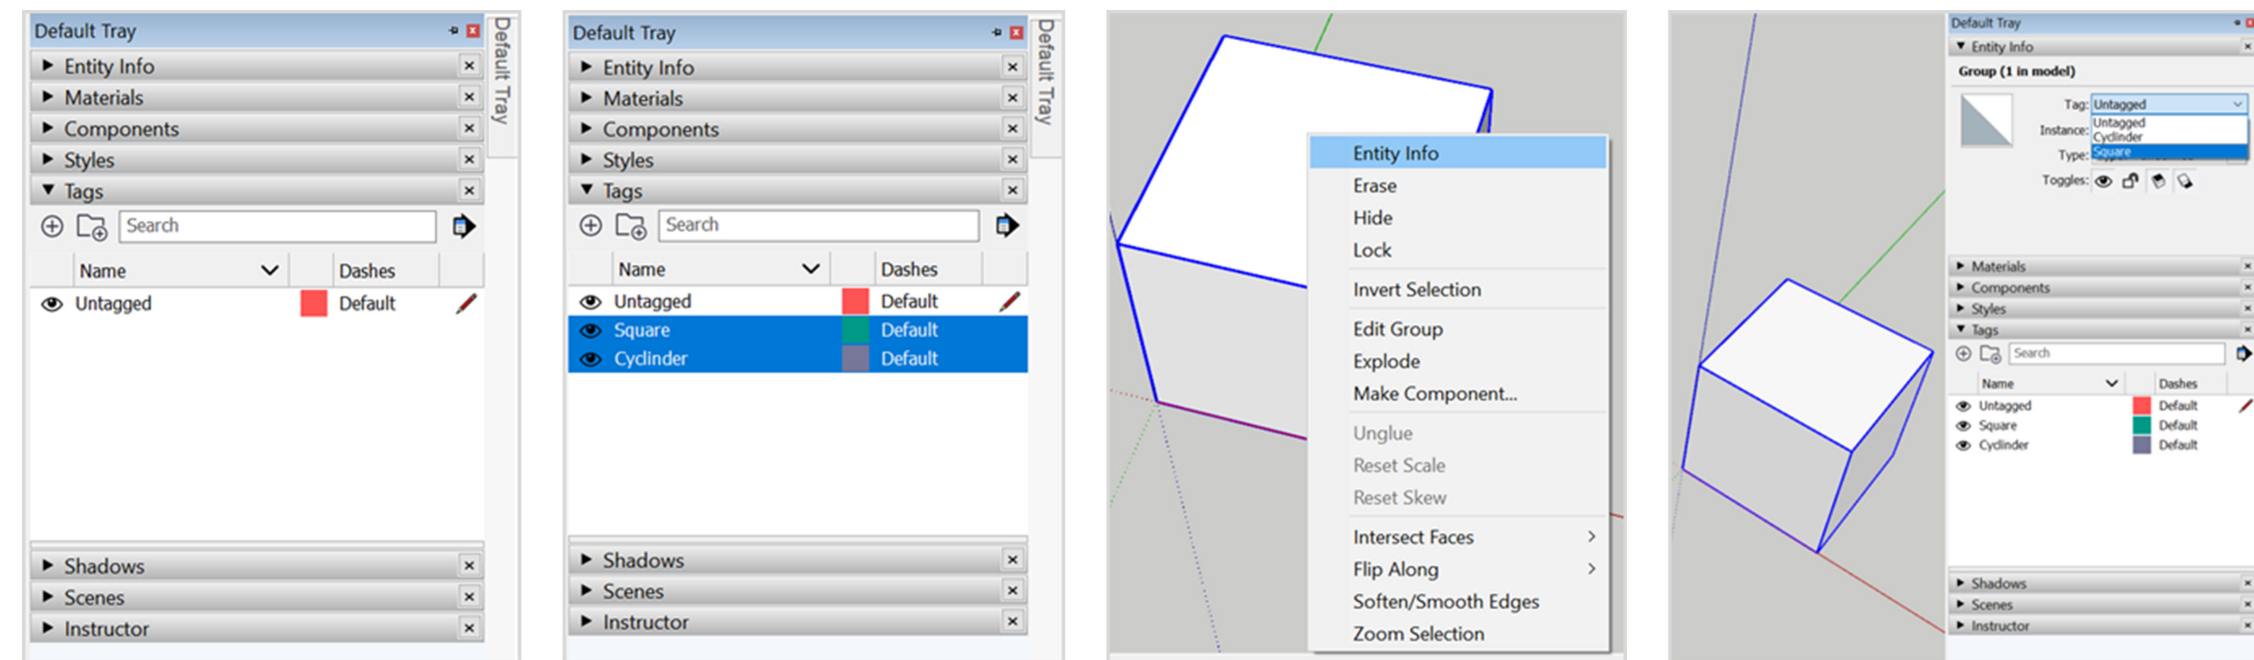 Default Tray
Default Tray
Entity Info
Materials
Components
Styles
Tags
Search
Name Dashes
Untagged Default
Shadows
Scenes
Instructor
Default Tray
Default Tray
Entity Info
Materials
Components
Styles
Tags
Search
Name Dashes
Untagged Default
Square Default
Cyclinder Default
Shadows
Scenes
Instructor
Entity Info
Erase
Hide
Lock
Invert Selection
Edit Group
Explode
Make Component...
Unglue
Reset Scale
Reset Skew
Intersect Faces
Flip Along
Soften/Smooth Edges
Zoom Selection
Default Tray
Entity Info
Group (1 in model)
Tag: Untagged
Untagged
Instance: Cyclinder
Type: Square
Toggles:
Materials
Components
Styles
Tags
Search
Name Dashes
Untagged Default
Square Default
Cyclinder Default
Shadows
Scenes
Instructor